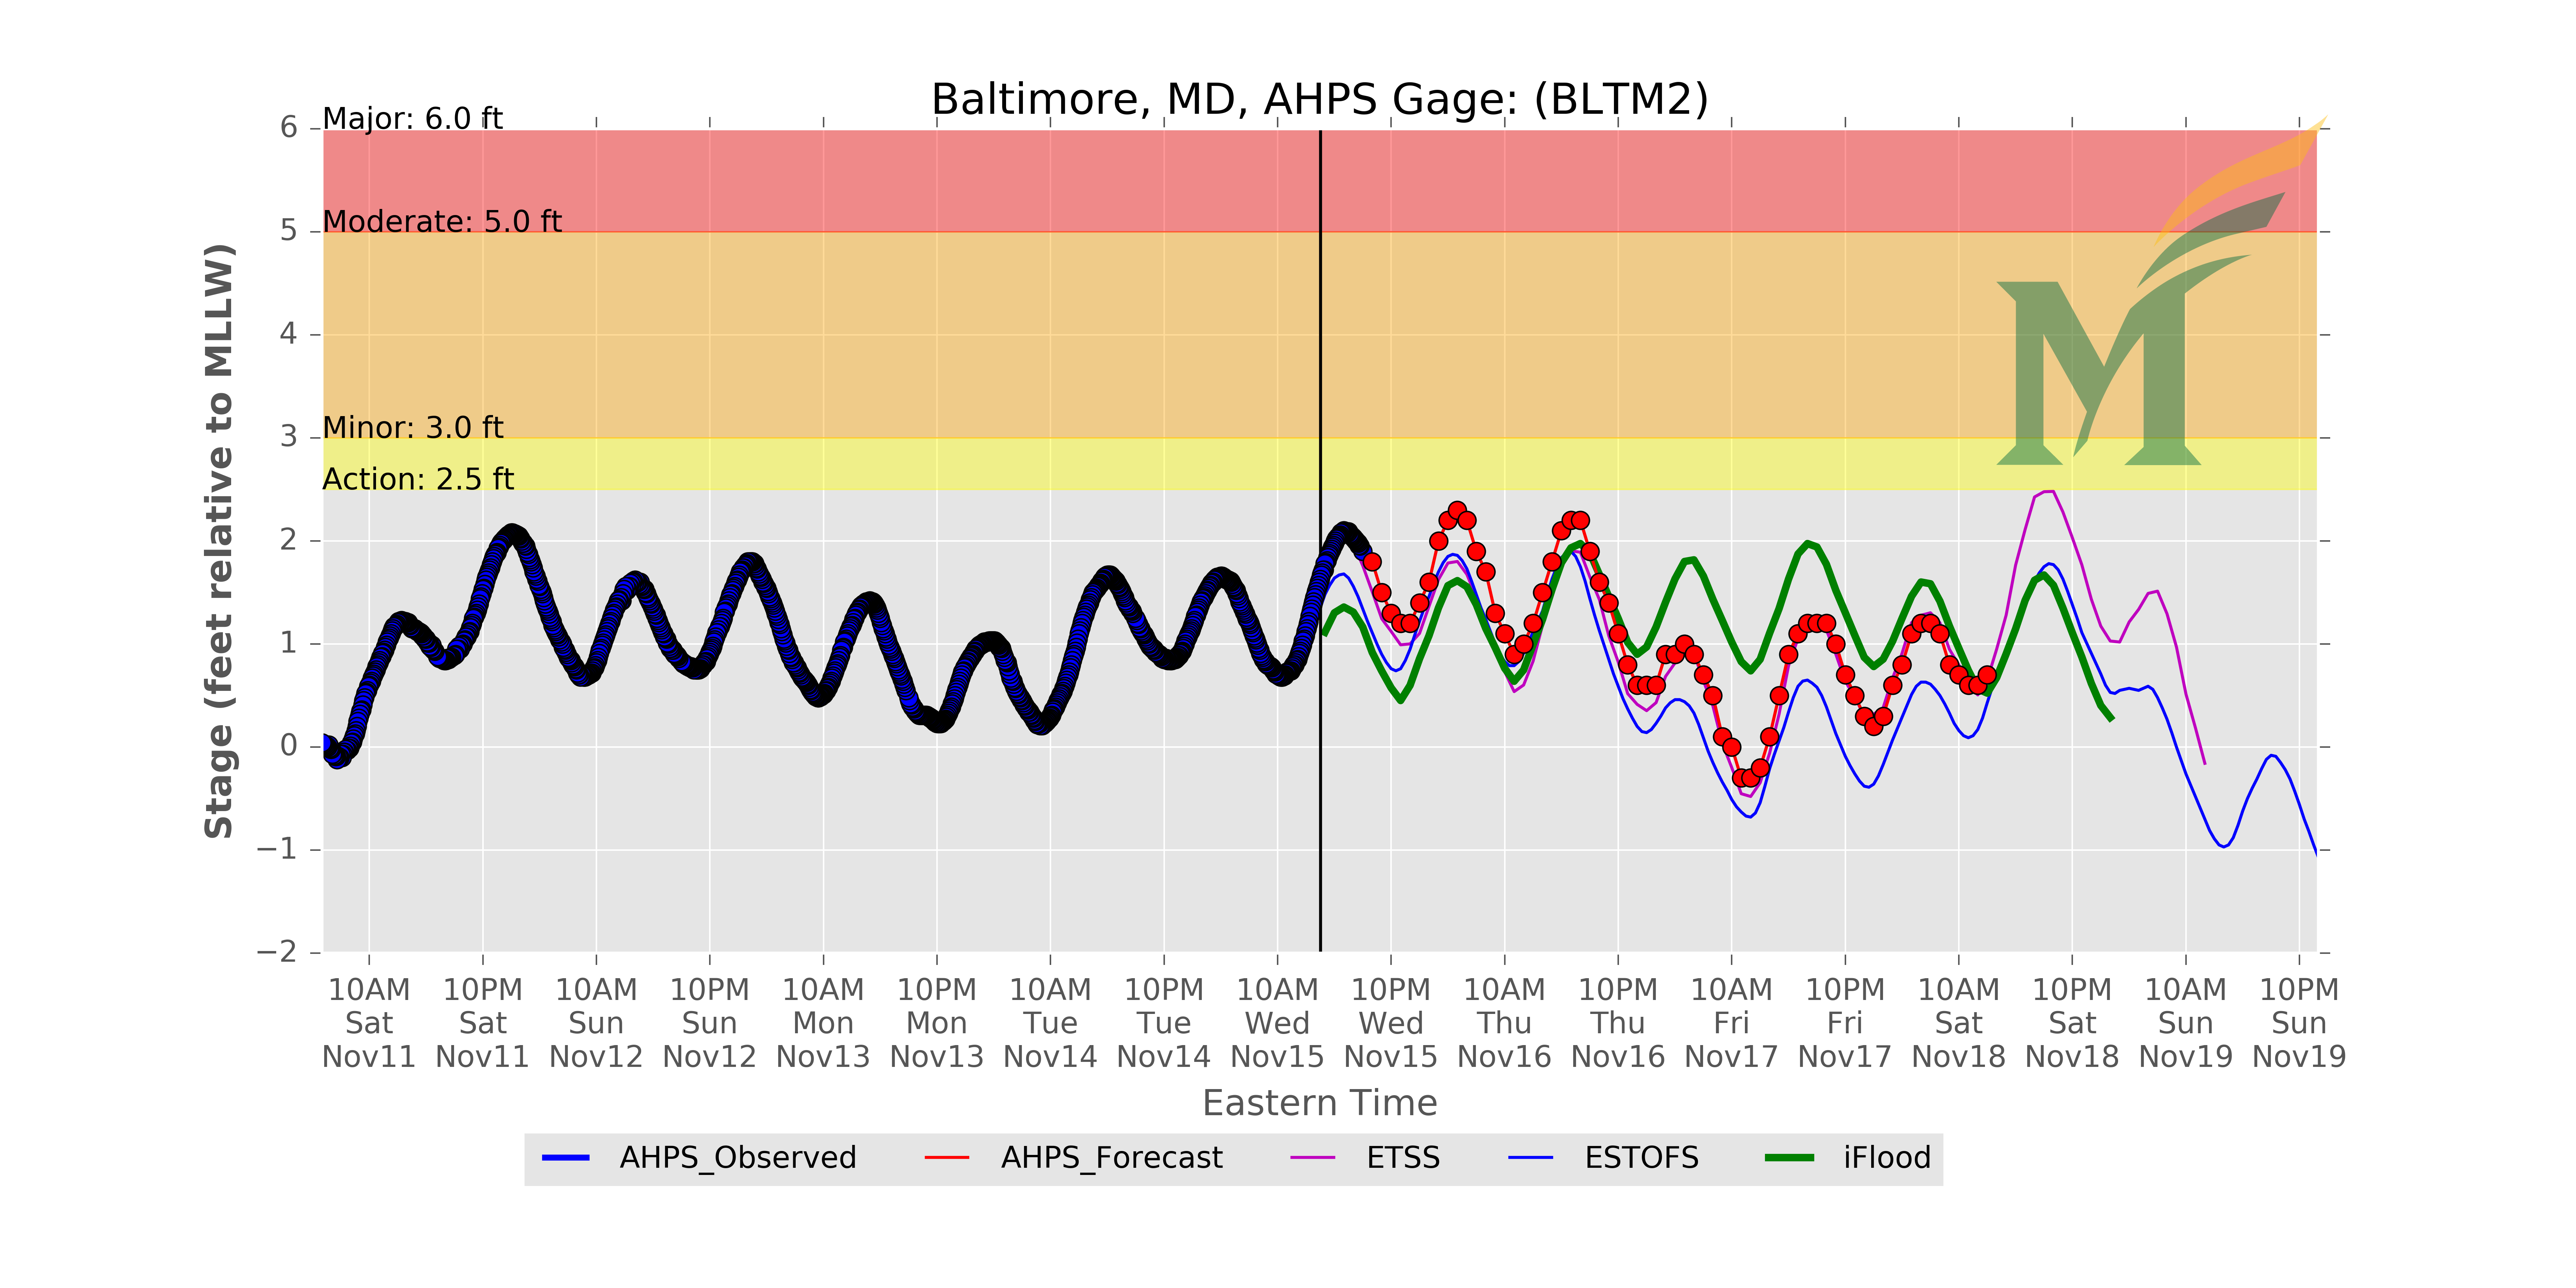 Baltimore, MD, AHPS Gage: (BLTM2)
Major: 6.0 ft
Moderate: 5.0 ft
Minor: 3.0 ft
Action: 2.5 ft
Stage (feet relative to MLLW)
6
5
4
3
2
1
0
−1
−2
10AM 10PM 10AM 10PM 10AM 10PM 10AM 10PM 10AM 10PM 10AM 10PM 10AM 10PM 10AM 10PM 10AM 10PM
Sat Sat Sun Sun Mon Mon Tue Tue Wed Wed Thu Thu Fri Fri Sat Sat Sun Sun
Nov11 Nov11 Nov12 Nov12 Nov13 Nov13 Nov14 Nov14 Nov15 Nov15 Nov16 Nov16 Nov17 Nov17 Nov18 Nov18 Nov19 Nov19
Eastern Time
AHPS_Observed AHPS_Forecast ETSS ESTOFS iFlood